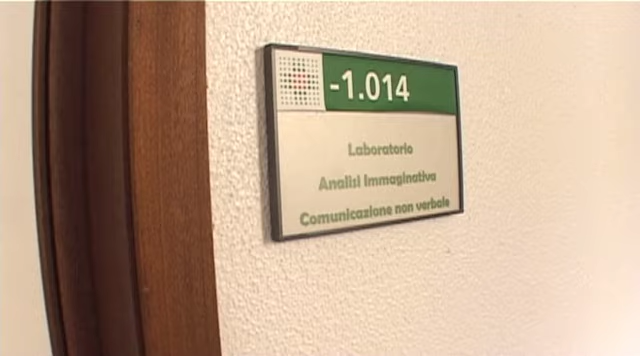 -1.014
Laboratorio
Analisi Immaginativa
Comunicazione non verbale